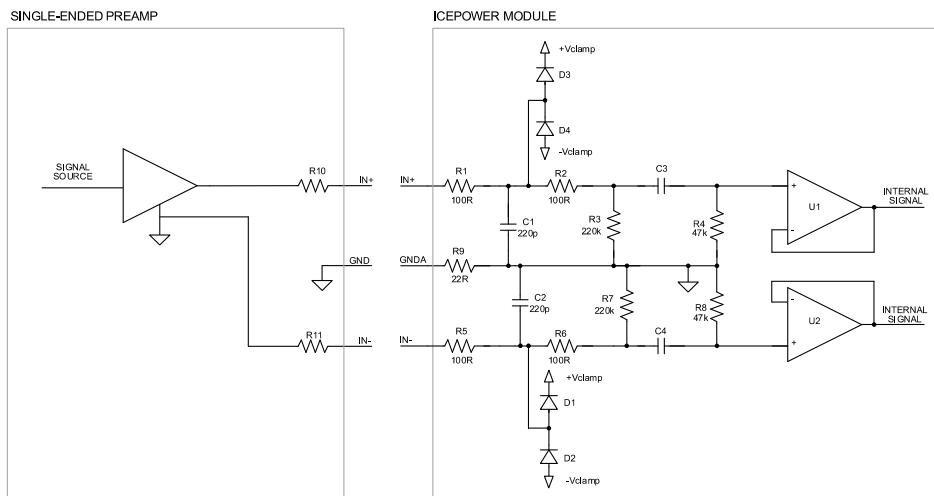 SINGLE-ENDED PREAMP
ICEPOWER MODULE
+Vclamp
D3
D4
-Vclamp
SIGNAL
SOURCE
R10
IN+
IN+
R1
100R
R2
100R
C3
C1
220p
R3
220k
R4
47k
+
-
U1
INTERNAL
SIGNAL
GND
GNDA
R9
22R
C2
220p
R7
220k
R8
47k
-
+
U2
INTERNAL
SIGNAL
R11
IN-
IN-
R5
100R
R6
100R
C4
+Vclamp
D1
D2
-Vclamp